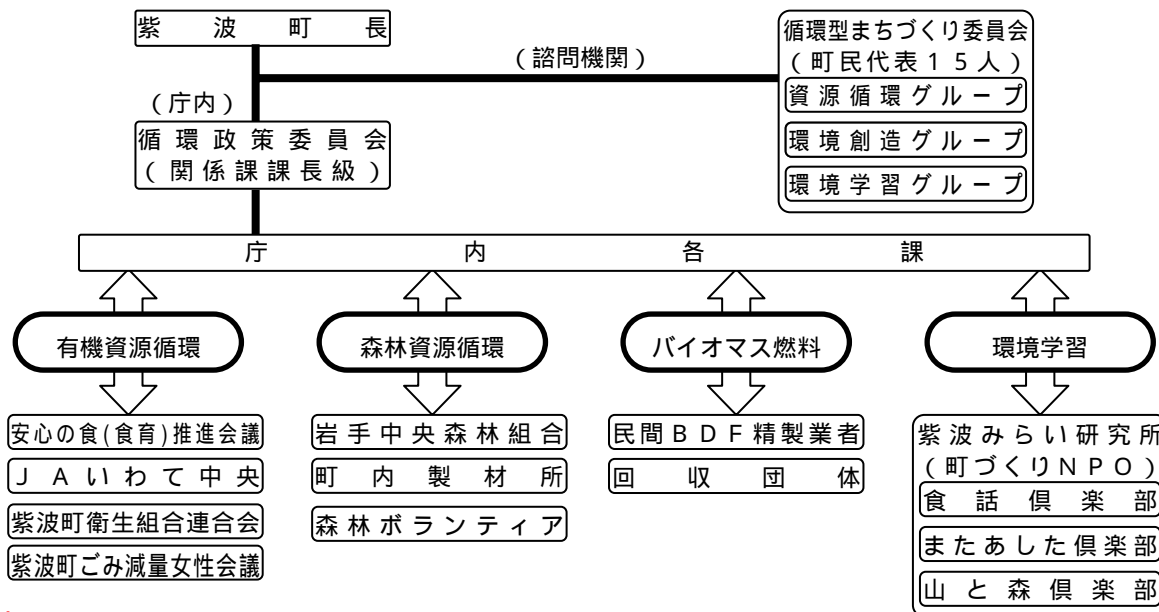 紫波町長
循環型まちづくり委員会
(町民代表15人)
資源循環グループ
環境創造グループ
環境学習グループ
(諮問機関)
(庁内)
循環政策委員会
(関係課課長級)
庁内各課
有機資源循環
森林資源循環
バイオマス燃料
環境学習
安心の食(食育)推進会議
JAいわて中央
紫波町衛生組合連合会
紫波町ごみ減量女性会議
岩手中央森林組合
町内製材所
森林ボランティア
民間BDF精製業者
回収団体
紫波みらい研究所
(町づくりNPO)
食話倶楽部
またあした倶楽部
山と森倶楽部